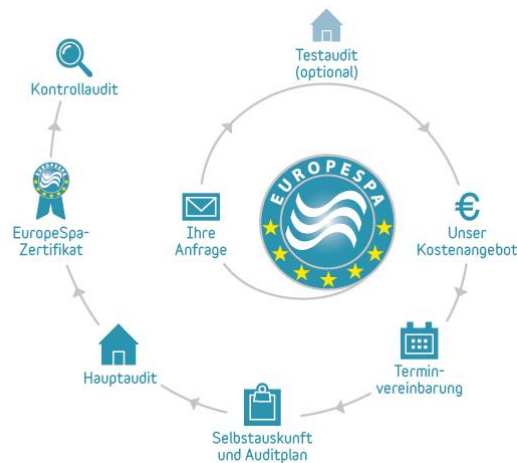 Testaudit
(optional)
Kontrollaudit
EUROPESPA
EuropeSpa-
Zertifikat
Ihre
Anfrage
€
Unser
Kostenangebot
Hauptaudit
Termin-
vereinbarung
Selbstauskunft
und Auditplan